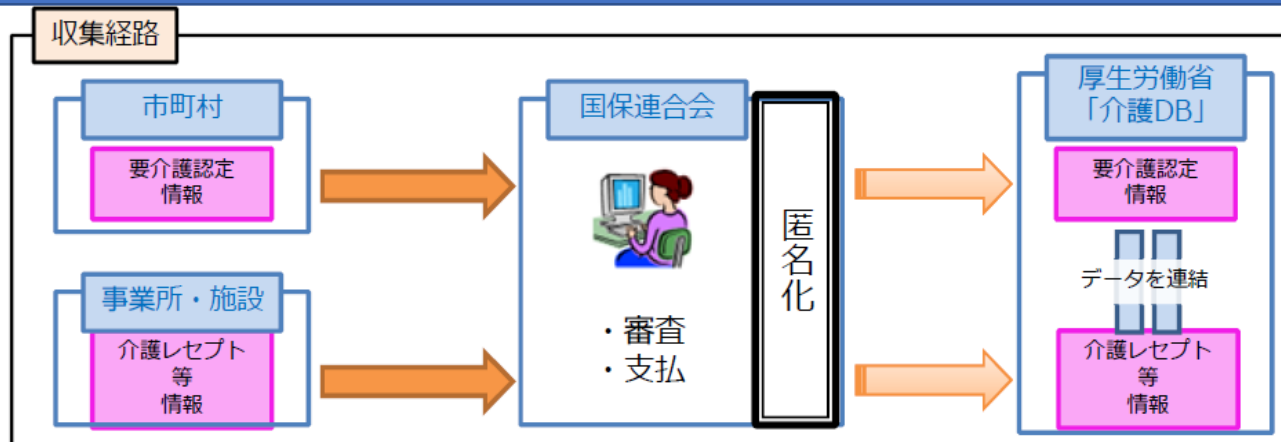 収集経路
市町村
要介護認定
情報
事業所・施設
介護レセプト
等
情報
国保連合会
・審査
・支払
匿名化
厚生労働省
「介護DB」
要介護認定
情報
データを連結
介護レセプト
等
情報